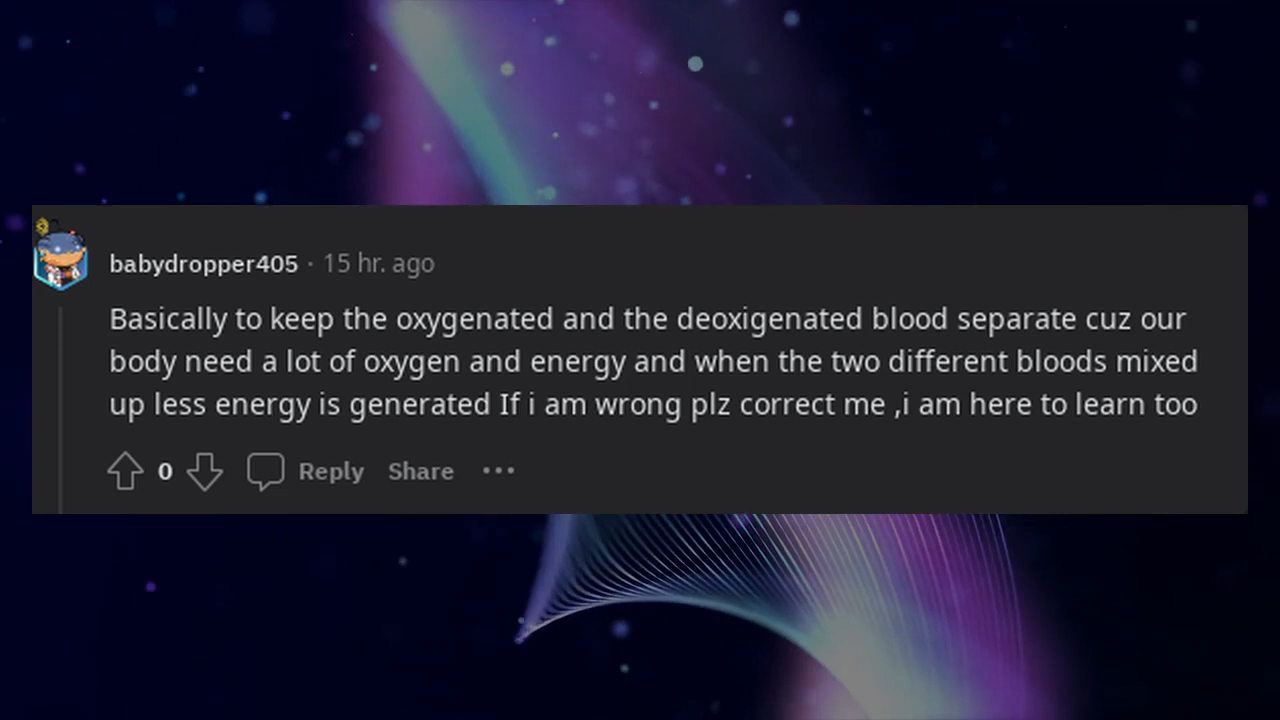 babydropper405 · 15 hr. ago
Basically to keep the oxygenated and the deoxigenated blood separate cuz our
body need a lot of oxygen and energy and when the two different bloods mixed
up less energy is generated If i am wrong plz correct me ,i am here to learn too
0 Reply Share ···